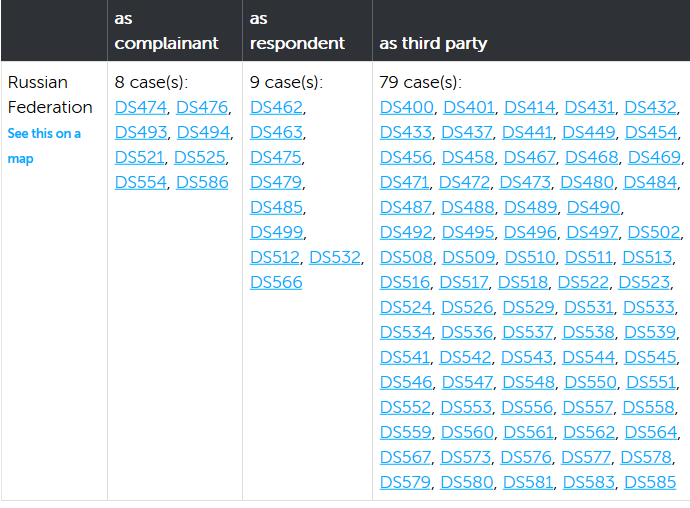 as complainant
as respondent
as third party
Russian Federation
See this on a map
8 case(s):
DS474, DS476,
DS493, DS494,
DS521, DS525,
DS554, DS586
9 case(s):
DS462,
DS463,
DS475,
DS479,
DS485,
DS499,
DS512, DS532,
DS566
79 case(s):
DS400, DS401, DS414, DS431, DS432,
DS433, DS437, DS441, DS449, DS454,
DS456, DS458, DS467, DS468, DS469,
DS471, DS472, DS473, DS480, DS484,
DS487, DS488, DS489, DS490,
DS492, DS495, DS496, DS497, DS502,
DS508, DS509, DS510, DS511, DS513,
DS516, DS517, DS518, DS522, DS523,
DS524, DS526, DS529, DS531, DS533,
DS534, DS536, DS537, DS538, DS539,
DS541, DS542, DS543, DS544, DS545,
DS546, DS547, DS548, DS550, DS551,
DS552, DS553, DS556, DS557, DS558,
DS559, DS560, DS561, DS562, DS564,
DS567, DS573, DS576, DS577, DS578,
DS579, DS580, DS581, DS583, DS585